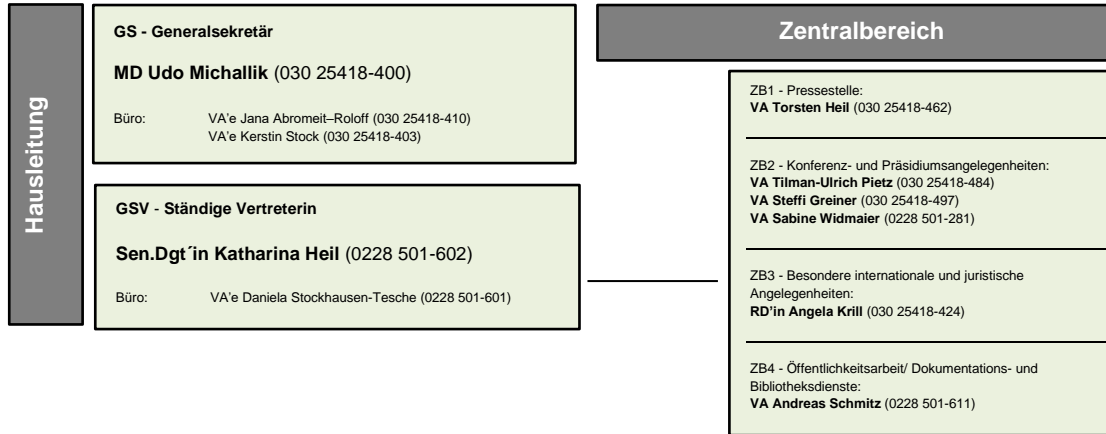 Hausleitung
GS - Generalsekretär
MD Udo Michallik (030 25418-400)
Büro: VA'e Jana Abromeit–Roloff (030 25418-410)
VA'e Kerstin Stock (030 25418-403)
GSV - Ständige Vertreterin
Sen.Dgt´in Katharina Heil (0228 501-602)
Büro: VA'e Daniela Stockhausen-Tesche (0228 501-601)
Zentralbereich
ZB1 - Pressestelle:
VA Torsten Heil (030 25418-462)
ZB2 - Konferenz- und Präsidiumsangelegenheiten:
VA Tilman-Ulrich Pietz (030 25418-484)
VA Steffi Greiner (030 25418-497)
VA Sabine Widmaier (0228 501-281)
ZB3 - Besondere internationale und juristische
Angelegenheiten:
RD'in Angela Krill (030 25418-424)
ZB4 - Öffentlichkeitsarbeit/ Dokumentations- und
Bibliotheksdienste:
VA Andreas Schmitz (0228 501-611)